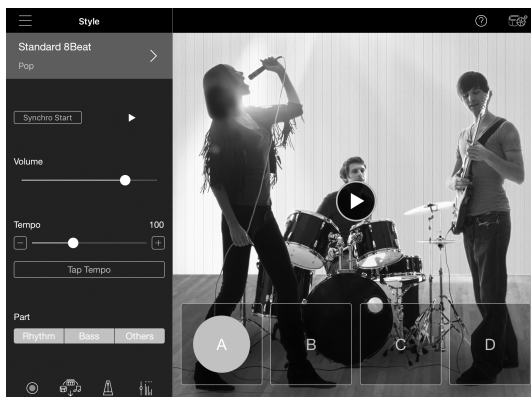 Style
Standard 8Beat
Pop
Synchro Start
Volume
Tempo 100
Tap Tempo
Part
Rhythm Bass Others
A B C D